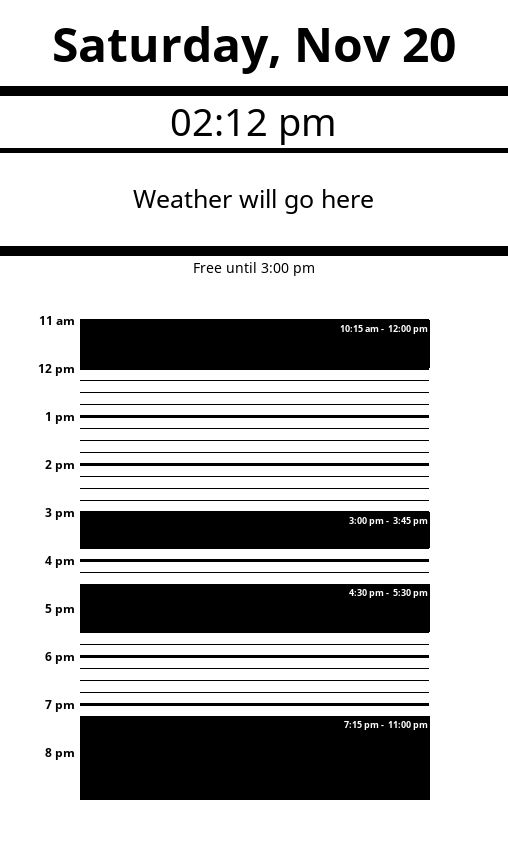 Saturday, Nov 20
02:12 pm
Weather will go here
Free until 3:00 pm
11 am
10:15 am - 12:00 pm
12 pm
1 pm
2 pm
3 pm
3:00 pm - 3:45 pm
4 pm
4:30 pm - 5:30 pm
5 pm
6 pm
7 pm
7:15 pm - 11:00 pm
8 pm